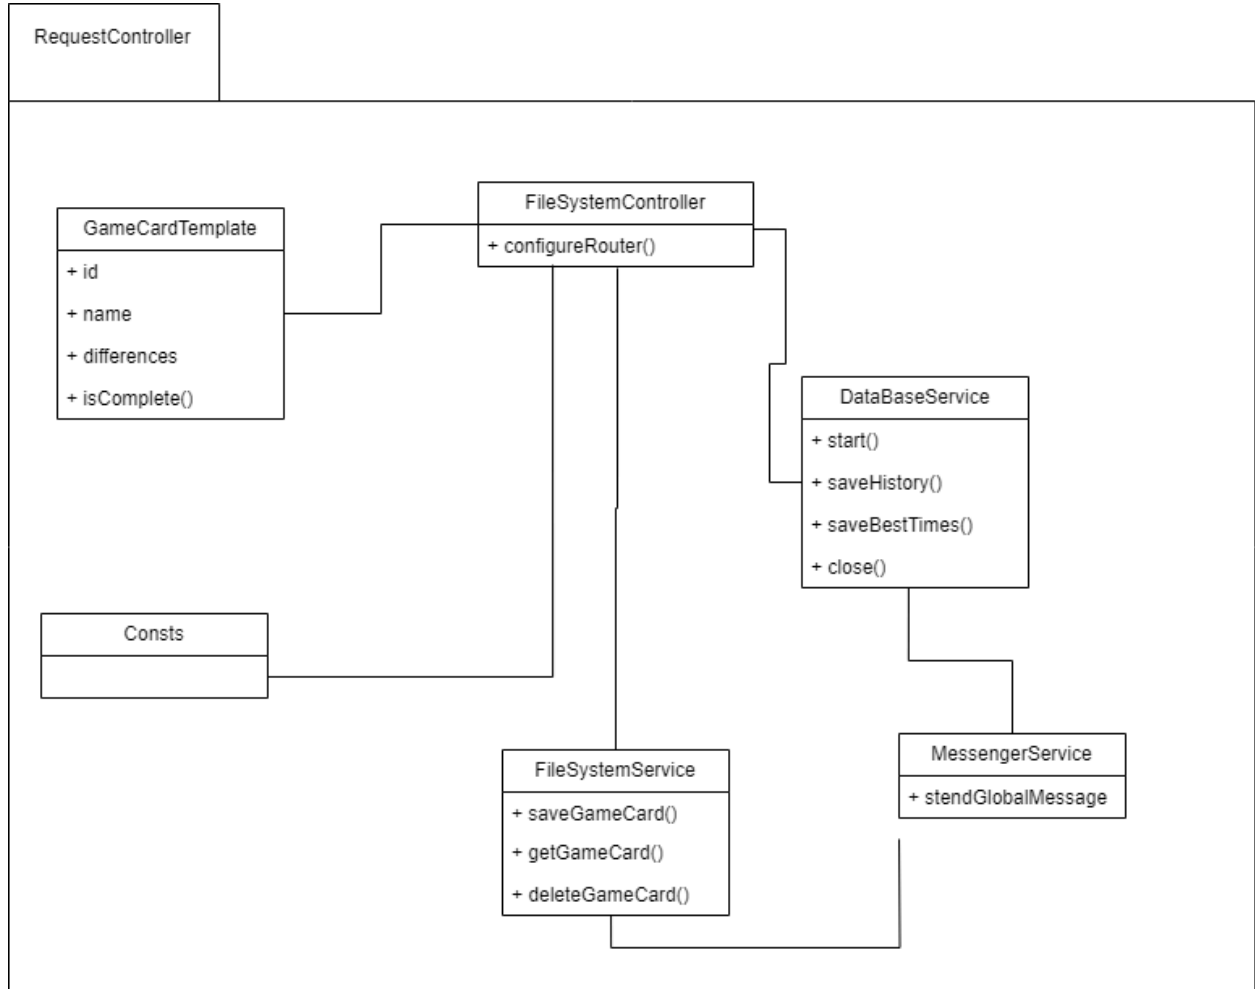 RequestController
GameCardTemplate
+ id
+ name
+ differences
+ isComplete()
FileSystemController
+ configureRouter()
DataBaseService
+ start()
+ saveHistory()
+ saveBestTimes()
+ close()
Consts
FileSystemService
+ saveGameCard()
+ getGameCard()
+ deleteGameCard()
MessengerService
+ stendGlobalMessage